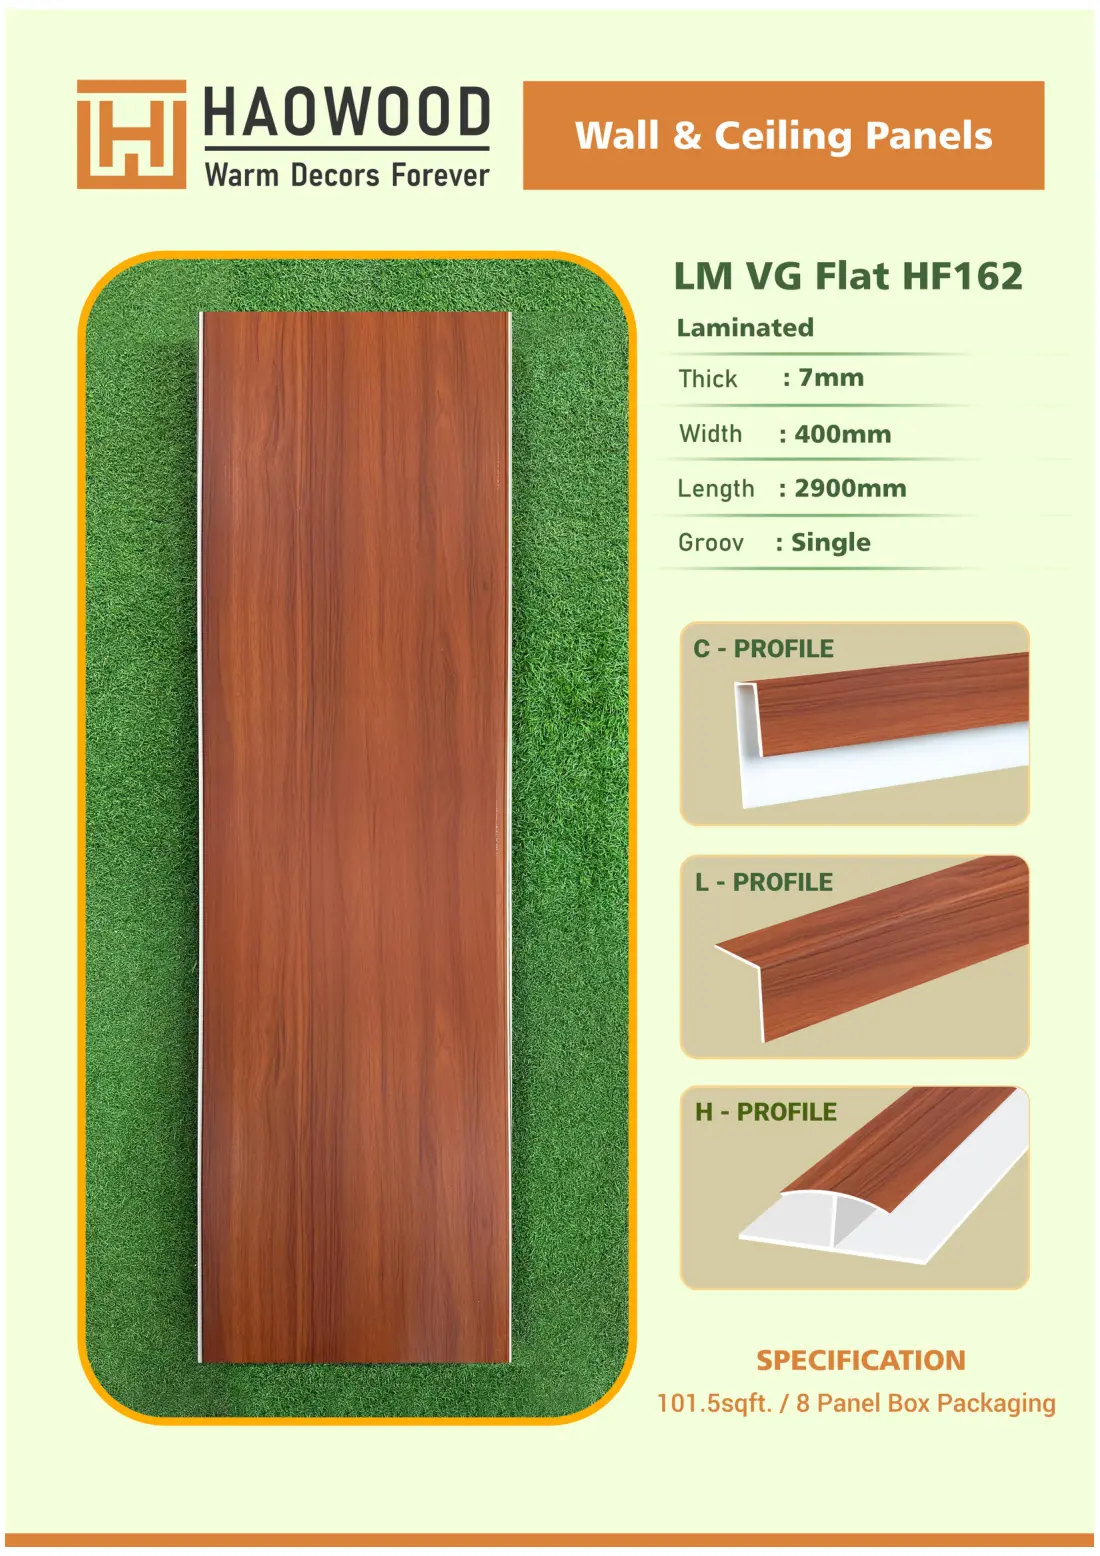 HAOWOOD
Warm Decors Forever
Wall & Ceiling Panels
LM VG Flat HF162
Laminated
Thick : 7mm
Width : 400mm
Length : 2900mm
Groov : Single
C - PROFILE
L - PROFILE
H - PROFILE
SPECIFICATION
101.5sqft. / 8 Panel Box Packaging